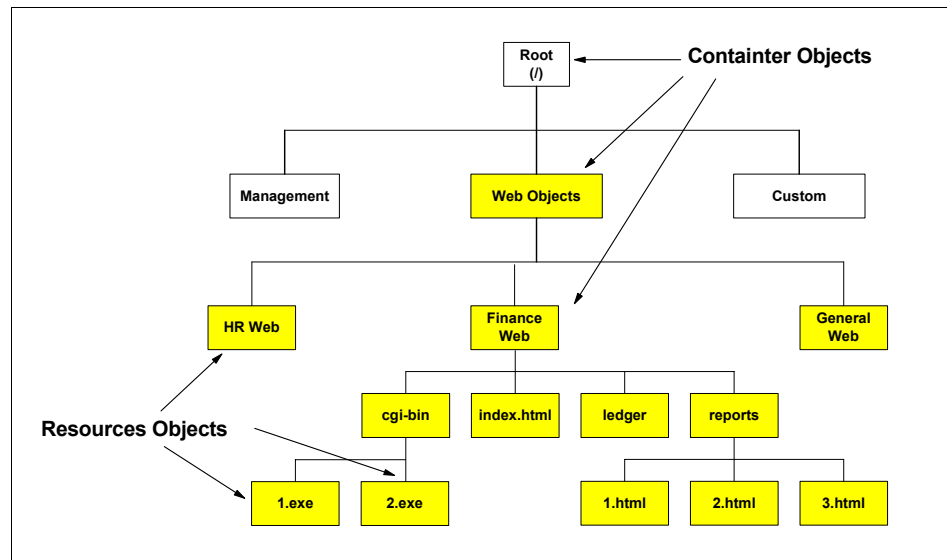 Root
(/)
Containter Objects
Management
Web Objects
Custom
HR Web
Finance
Web
General
Web
cgi-bin
index.html
ledger
reports
Resources Objects
1.exe
2.exe
1.html
2.html
3.html